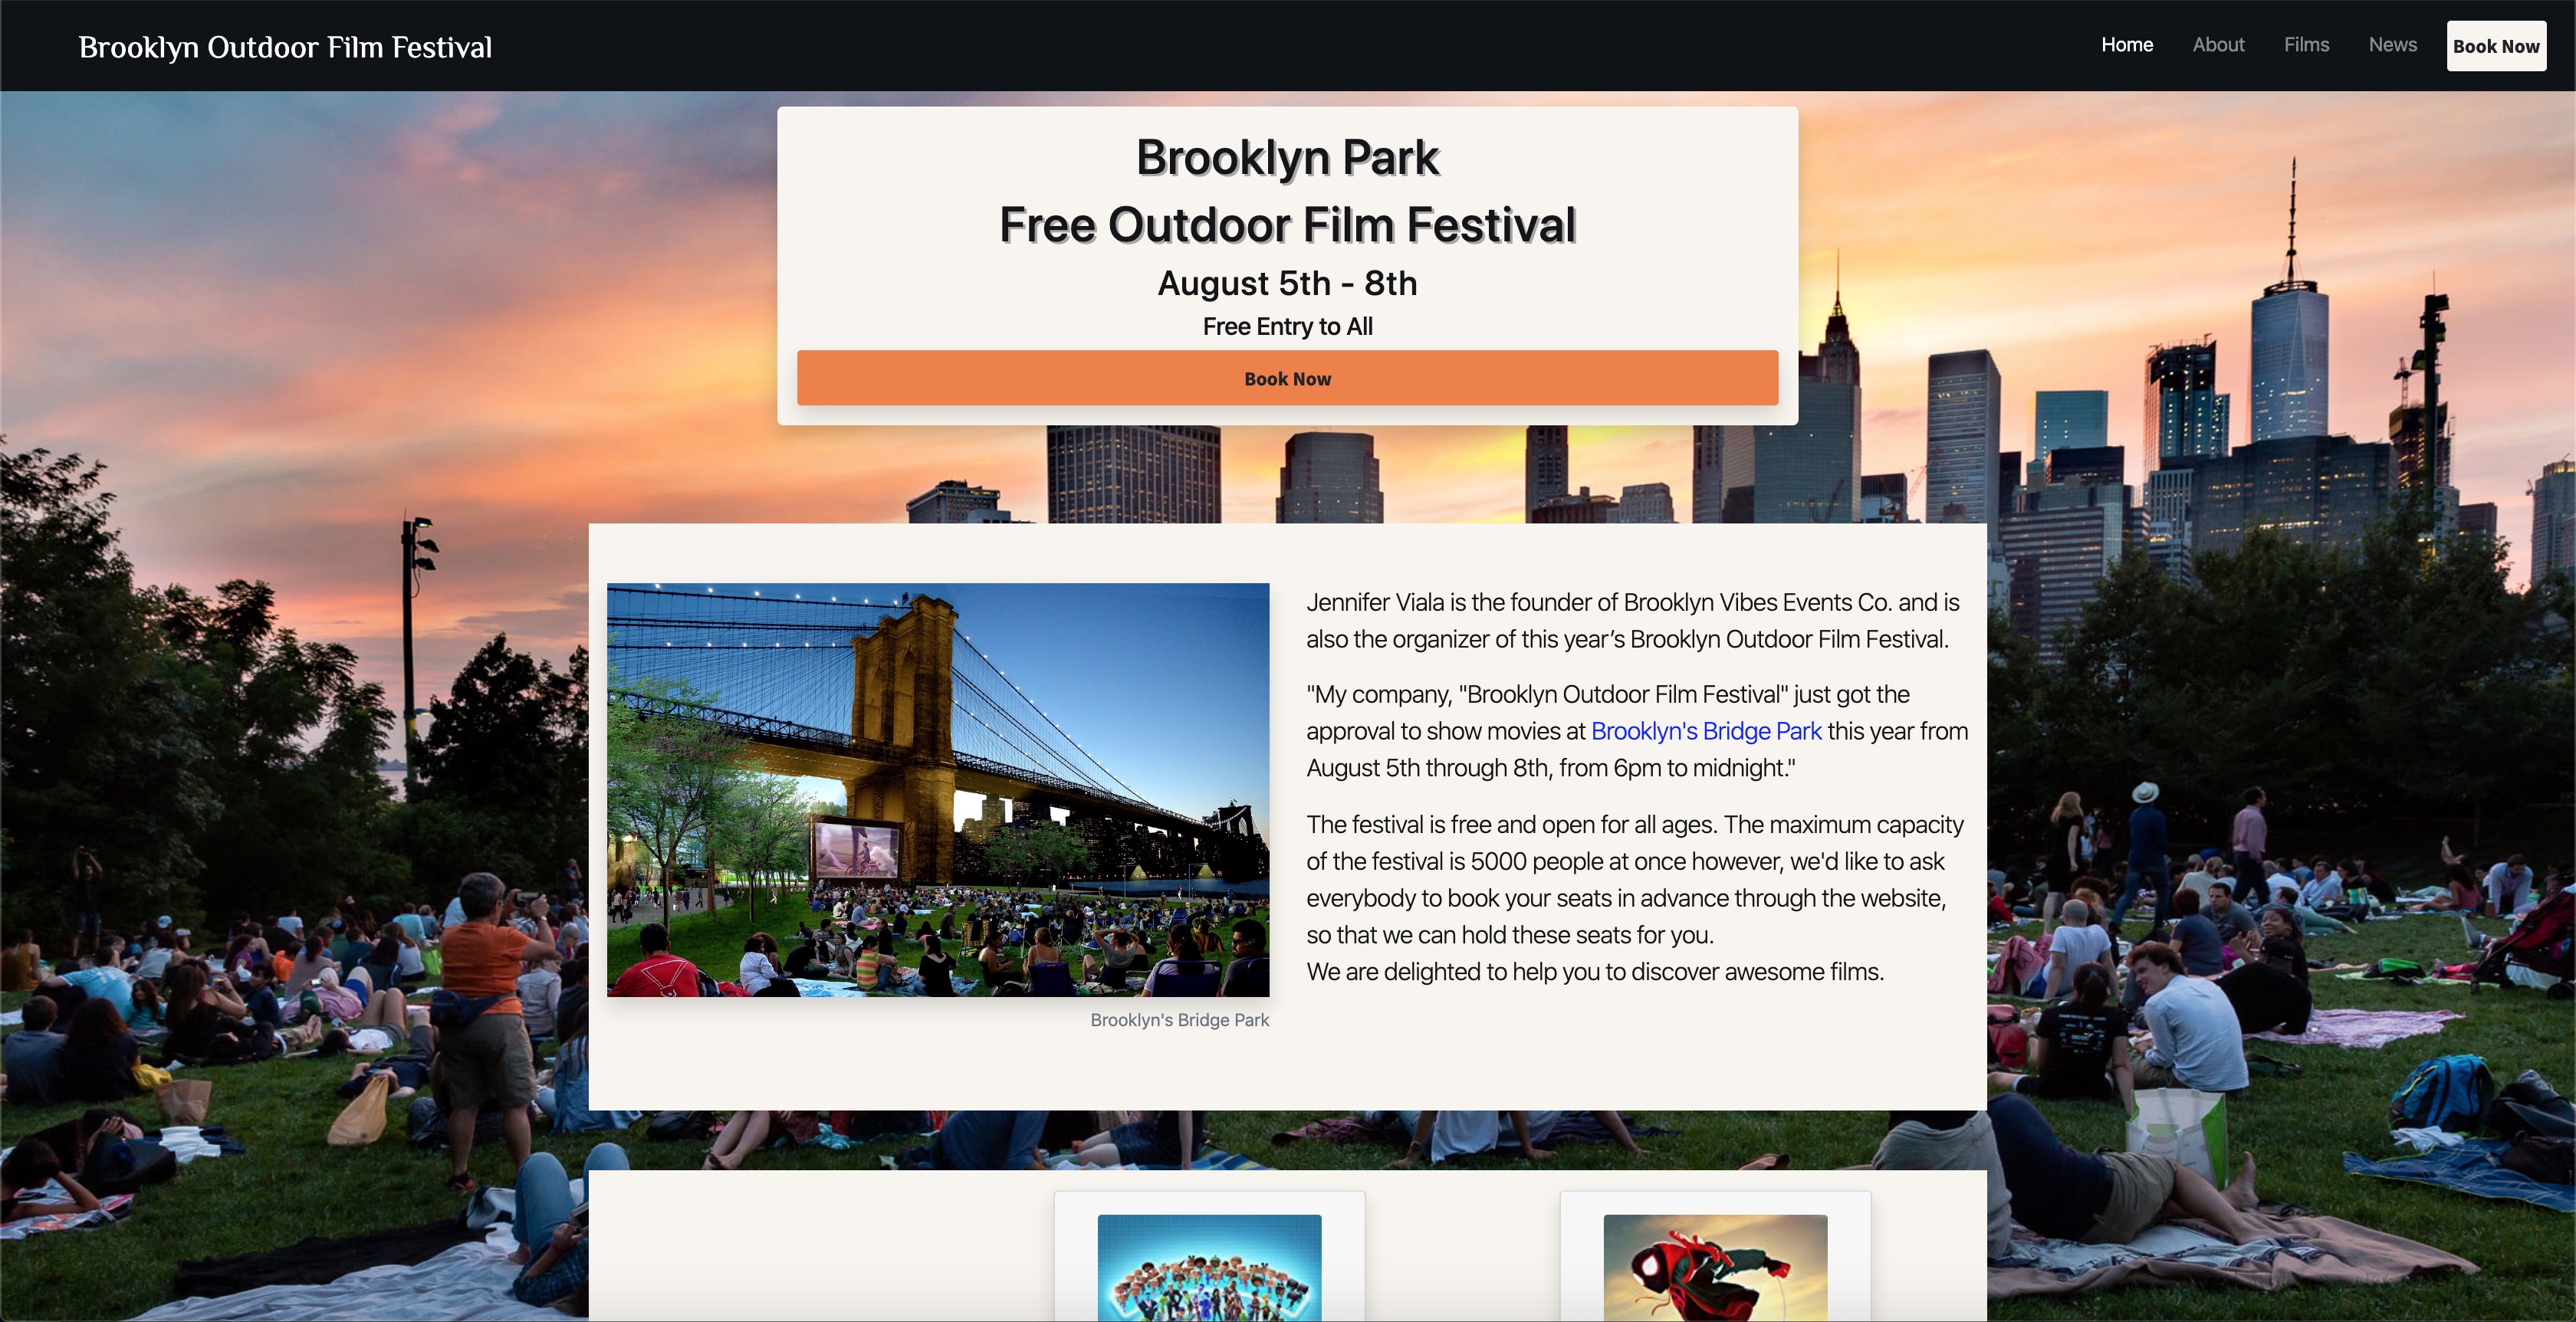 Brooklyn Outdoor Film Festival
Home
About
Films
News
Book Now
Brooklyn Park
Free Outdoor Film Festival
August 5th - 8th
Free Entry to All
Book Now
Jennifer Viala is the founder of Brooklyn Vibes Events Co. and is
also the organizer of this year’s Brooklyn Outdoor Film Festival.
"My company, "Brooklyn Outdoor Film Festival" just got the
approval to show movies at Brooklyn's Bridge Park this year from
August 5th through 8th, from 6pm to midnight."
The festival is free and open for all ages. The maximum capacity
of the festival is 5000 people at once however, we'd like to ask
everybody to book your seats in advance through the website,
so that we can hold these seats for you.
We are delighted to help you to discover awesome films.
Brooklyn's Bridge Park